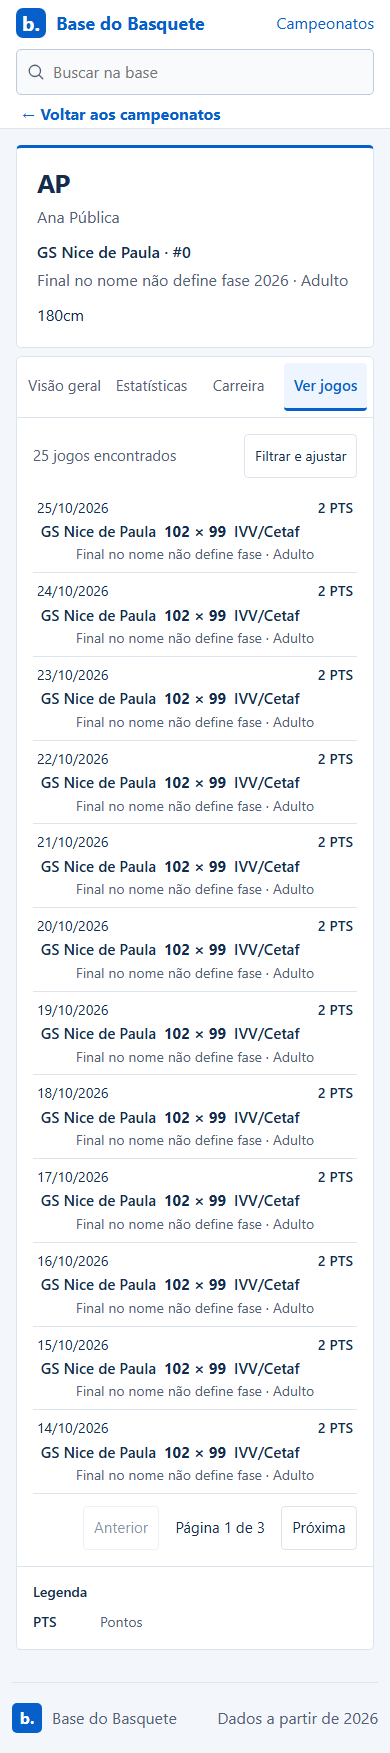 b. Base do Basquete Campeonatos
Buscar na base
← Voltar aos campeonatos
AP
Ana Pública
GS Nice de Paula · #0
Final no nome não define fase 2026 · Adulto
180cm
Visão geral Estatísticas Carreira Ver jogos
25 jogos encontrados Filtrar e ajustar
25/10/2026 2 PTS
GS Nice de Paula 102 × 99 IVV/Cetaf
Final no nome não define fase · Adulto
24/10/2026 2 PTS
GS Nice de Paula 102 × 99 IVV/Cetaf
Final no nome não define fase · Adulto
23/10/2026 2 PTS
GS Nice de Paula 102 × 99 IVV/Cetaf
Final no nome não define fase · Adulto
22/10/2026 2 PTS
GS Nice de Paula 102 × 99 IVV/Cetaf
Final no nome não define fase · Adulto
21/10/2026 2 PTS
GS Nice de Paula 102 × 99 IVV/Cetaf
Final no nome não define fase · Adulto
20/10/2026 2 PTS
GS Nice de Paula 102 × 99 IVV/Cetaf
Final no nome não define fase · Adulto
19/10/2026 2 PTS
GS Nice de Paula 102 × 99 IVV/Cetaf
Final no nome não define fase · Adulto
18/10/2026 2 PTS
GS Nice de Paula 102 × 99 IVV/Cetaf
Final no nome não define fase · Adulto
17/10/2026 2 PTS
GS Nice de Paula 102 × 99 IVV/Cetaf
Final no nome não define fase · Adulto
16/10/2026 2 PTS
GS Nice de Paula 102 × 99 IVV/Cetaf
Final no nome não define fase · Adulto
15/10/2026 2 PTS
GS Nice de Paula 102 × 99 IVV/Cetaf
Final no nome não define fase · Adulto
14/10/2026 2 PTS
GS Nice de Paula 102 × 99 IVV/Cetaf
Final no nome não define fase · Adulto
Anterior Página 1 de 3 Próxima
Legenda
PTS Pontos
b. Base do Basquete Dados a partir de 2026